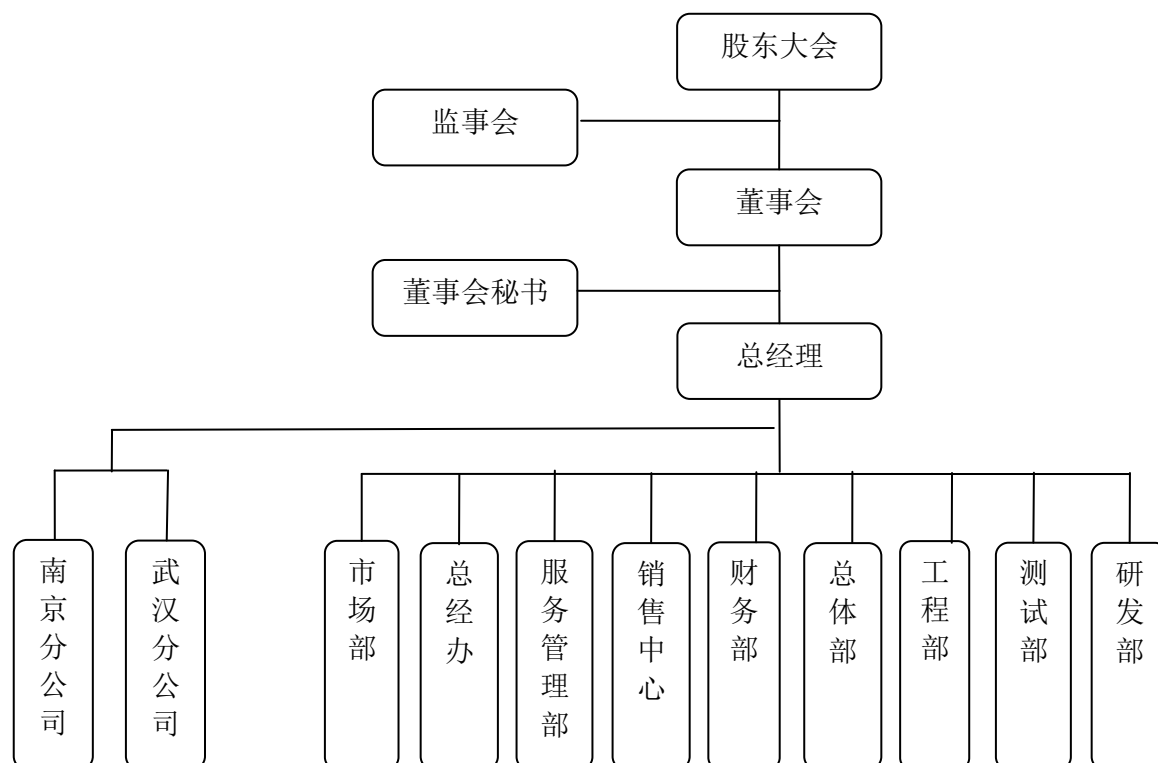 股东大会
监事会
董事会
董事会秘书
总经理
南京分公司
武汉分公司
市场部
总经办
服务管理部
销售中心
财务部
总体部
工程部
测试部
研发部